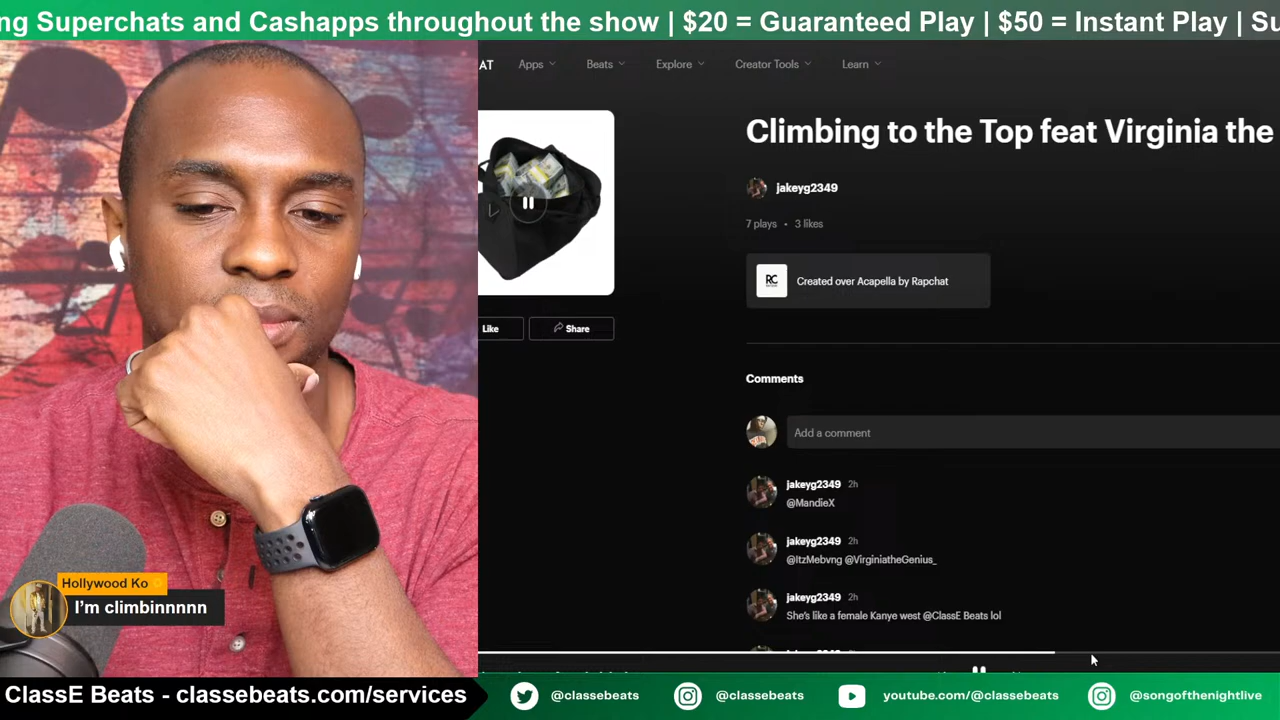 ng Superchats and Cashapps throughout the show | $20 = Guaranteed Play | $50 = Instant Play | Su
AT Apps Beats Explore Creator Tools Learn
Climbing to the Top feat Virginia the
jakeyg2349
7 plays • 3 likes
RC
Created over Acapella by Rapchat
Like
Share
Comments
Add a comment
jakeyg2349 2h
@MandieX
jakeyg2349 2h
@ItzMebvng @VirginiatheGenius_
jakeyg2349 2h
She's like a female Kanye west @ClassE Beats lol
Hollywood Ko
I'm climbinnnnn
ClassE Beats - classebeats.com/services
@classebeats
@classebeats
youtube.com/@classebeats
@songofthenightlive